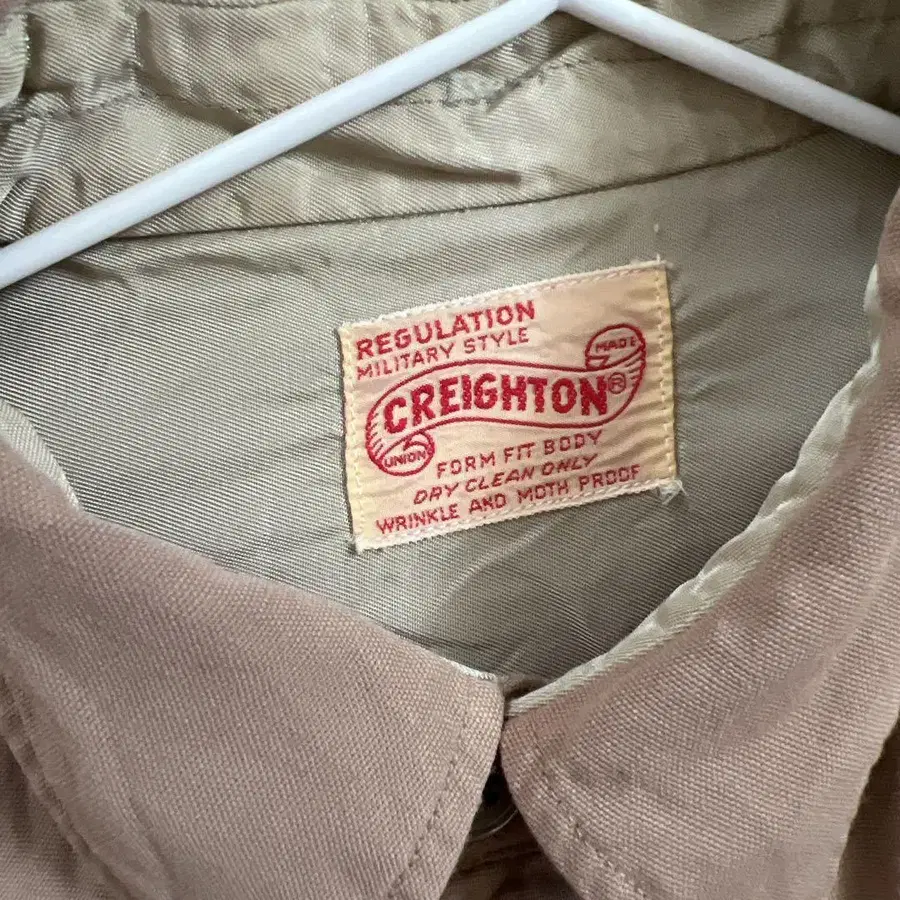 REGULATION
MILITARY STYLE
MADE
CREIGHTON®
UNION
FORM FIT BODY
DRY CLEAN ONLY
WRINKLE AND MOTH PROOF